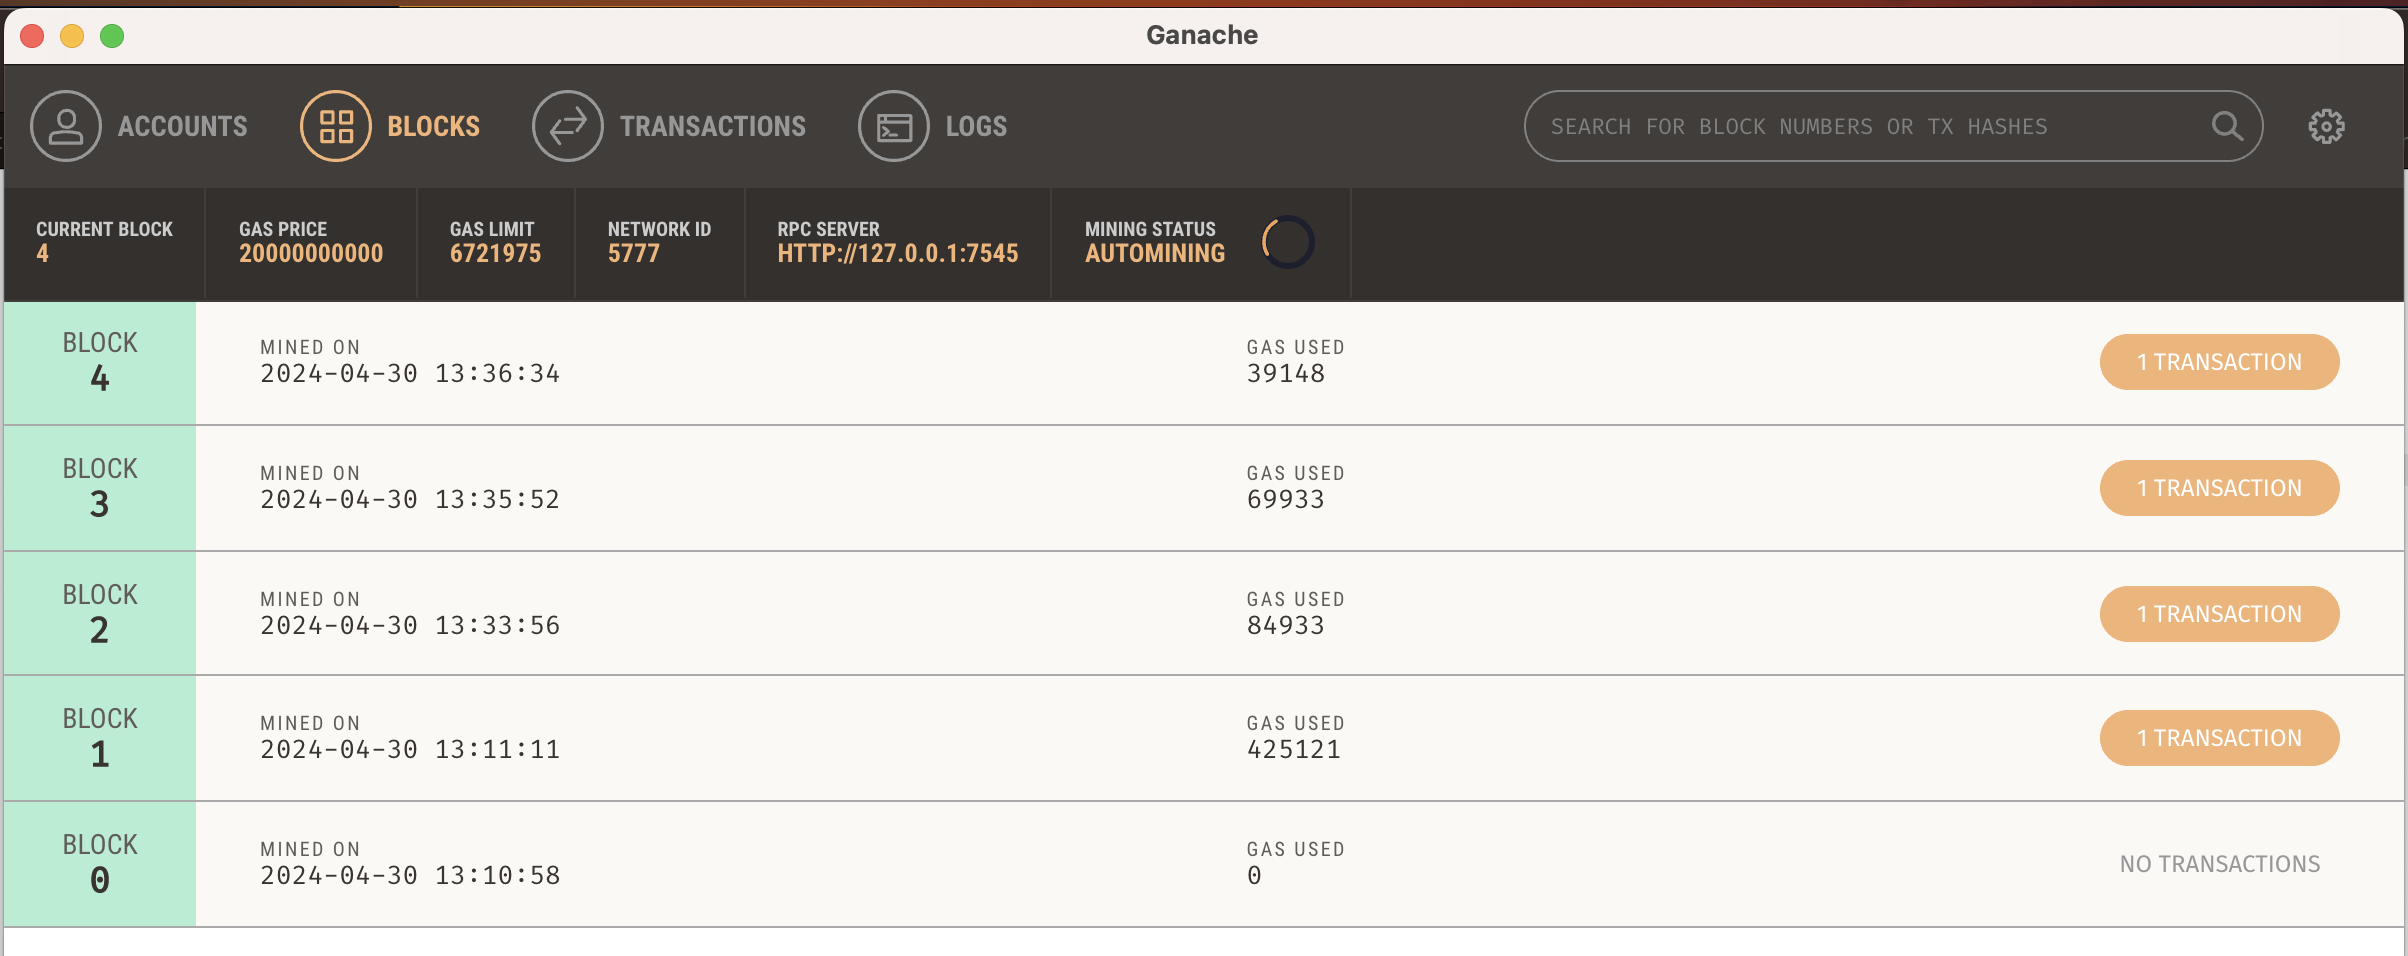 Ganache
ACCOUNTS BLOCKS TRANSACTIONS LOGS SEARCH FOR BLOCK NUMBERS OR TX HASHES
CURRENT BLOCK GAS PRICE GAS LIMIT NETWORK ID RPC SERVER MINING STATUS
4 20000000000 6721975 5777 HTTP://127.0.0.1:7545 AUTOMINING
BLOCK MINED ON GAS USED
4 2024-04-30 13:36:34 39148 1 TRANSACTION
BLOCK MINED ON GAS USED
3 2024-04-30 13:35:52 69933 1 TRANSACTION
BLOCK MINED ON GAS USED
2 2024-04-30 13:33:56 84933 1 TRANSACTION
BLOCK MINED ON GAS USED
1 2024-04-30 13:11:11 425121 1 TRANSACTION
BLOCK MINED ON GAS USED
0 2024-04-30 13:10:58 0 NO TRANSACTIONS